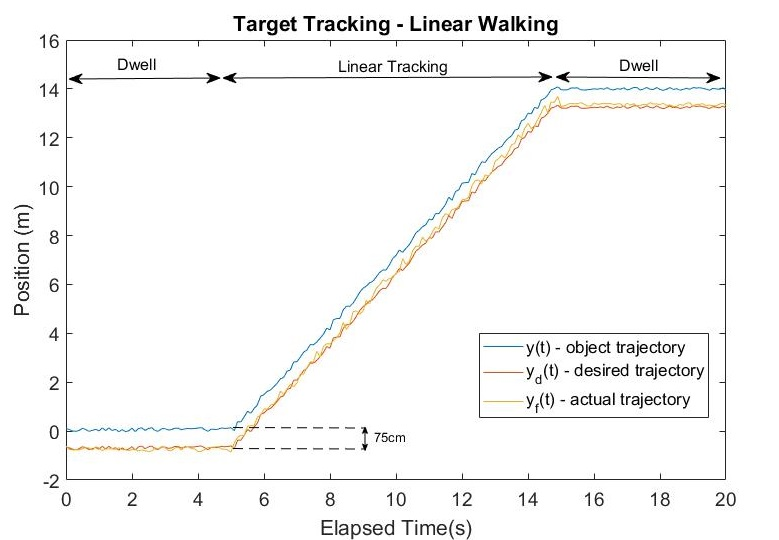 Target Tracking - Linear Walking
16
14
12
10
8
6
4
2
0
-2
Position (m)
Dwell
Linear Tracking
Dwell
75cm
y(t) - object trajectory
y_d(t) - desired trajectory
y_f(t) - actual trajectory
0 2 4 6 8 10 12 14 16 18 20
Elapsed Time(s)